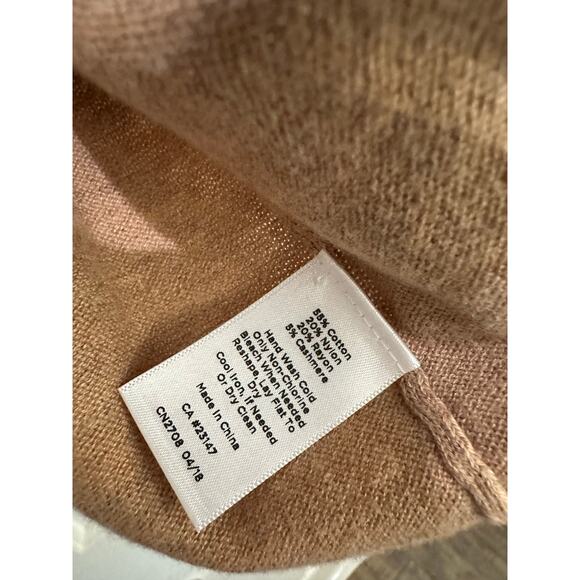 55% Cotton
20% Nylon
20% Rayon
5% Cashmere
Hand Wash Cold
Only Non-Chlorine
Bleach When Needed
Reshape, Lay Flat To
Dry
Cool Iron, If Needed
Or Dry Clean
Made In China
CA #23147
CN2708 04/18